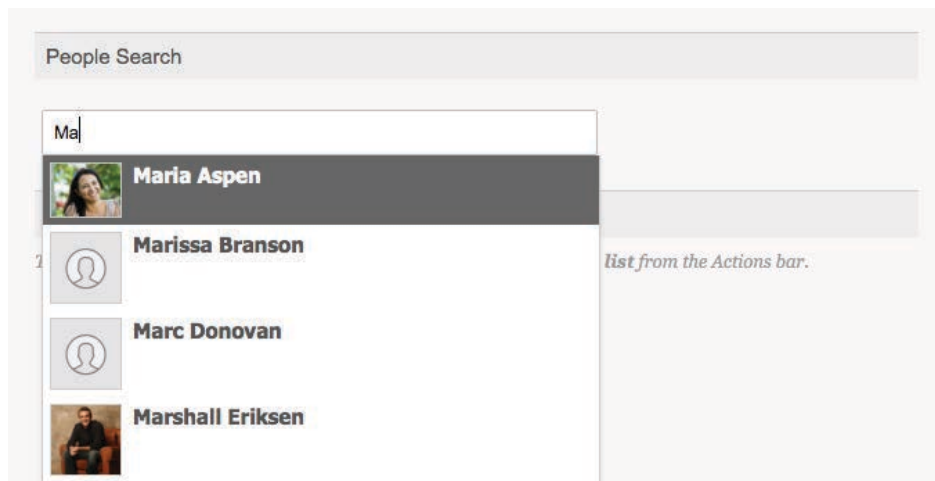 People Search
Ma
Maria Aspen
Marissa Branson
list from the Actions bar.
Marc Donovan
Marshall Eriksen